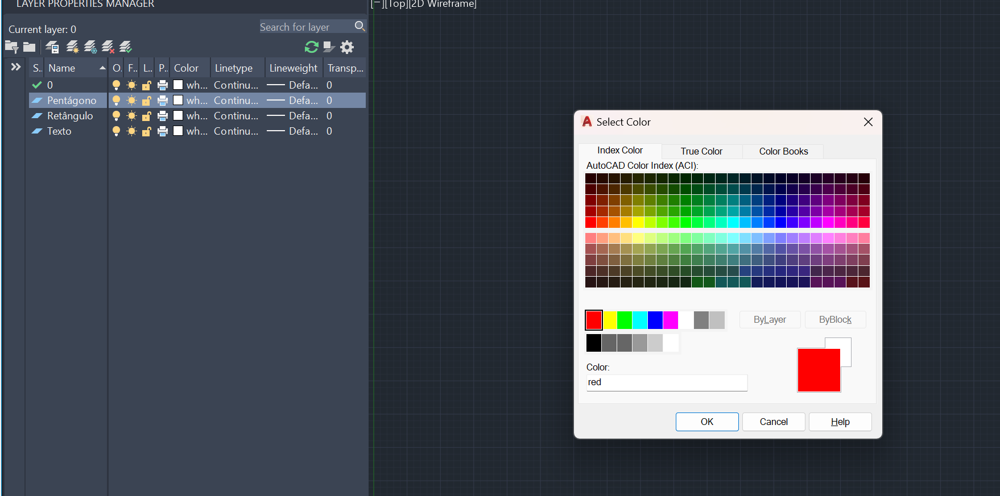 LAYER PROPERTIES MANAGER
[−][Top][2D Wireframe]
Current layer: 0
Search for layer
S.. Name O. F.. L.. P.. Color Linetype Lineweight Transp...
0 wh... Continu... Defa... 0
Pentágono wh... Continu... Defa... 0
Retângulo wh... Continu... Defa... 0
Texto wh... Continu... Defa... 0
A Select Color
Index Color True Color Color Books
AutoCAD Color Index (ACI):
ByLayer ByBlock
Color:
red
OK Cancel Help